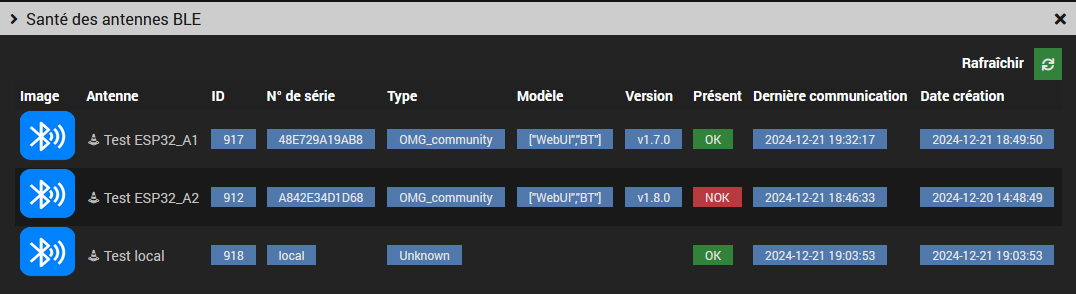 Santé des antennes BLE
Rafraîchir
Image Antenne ID N° de série Type Modèle Version Présent Dernière communication Date création
Test ESP32_A1 917 48E729A19AB8 OMG_community ["WebUI","BT"] v1.7.0 OK 2024-12-21 19:32:17 2024-12-21 18:49:50
Test ESP32_A2 912 A842E34D1D68 OMG_community ["WebUI","BT"] v1.8.0 NOK 2024-12-21 18:46:33 2024-12-20 14:48:49
Test local 918 local Unknown OK 2024-12-21 19:03:53 2024-12-21 19:03:53